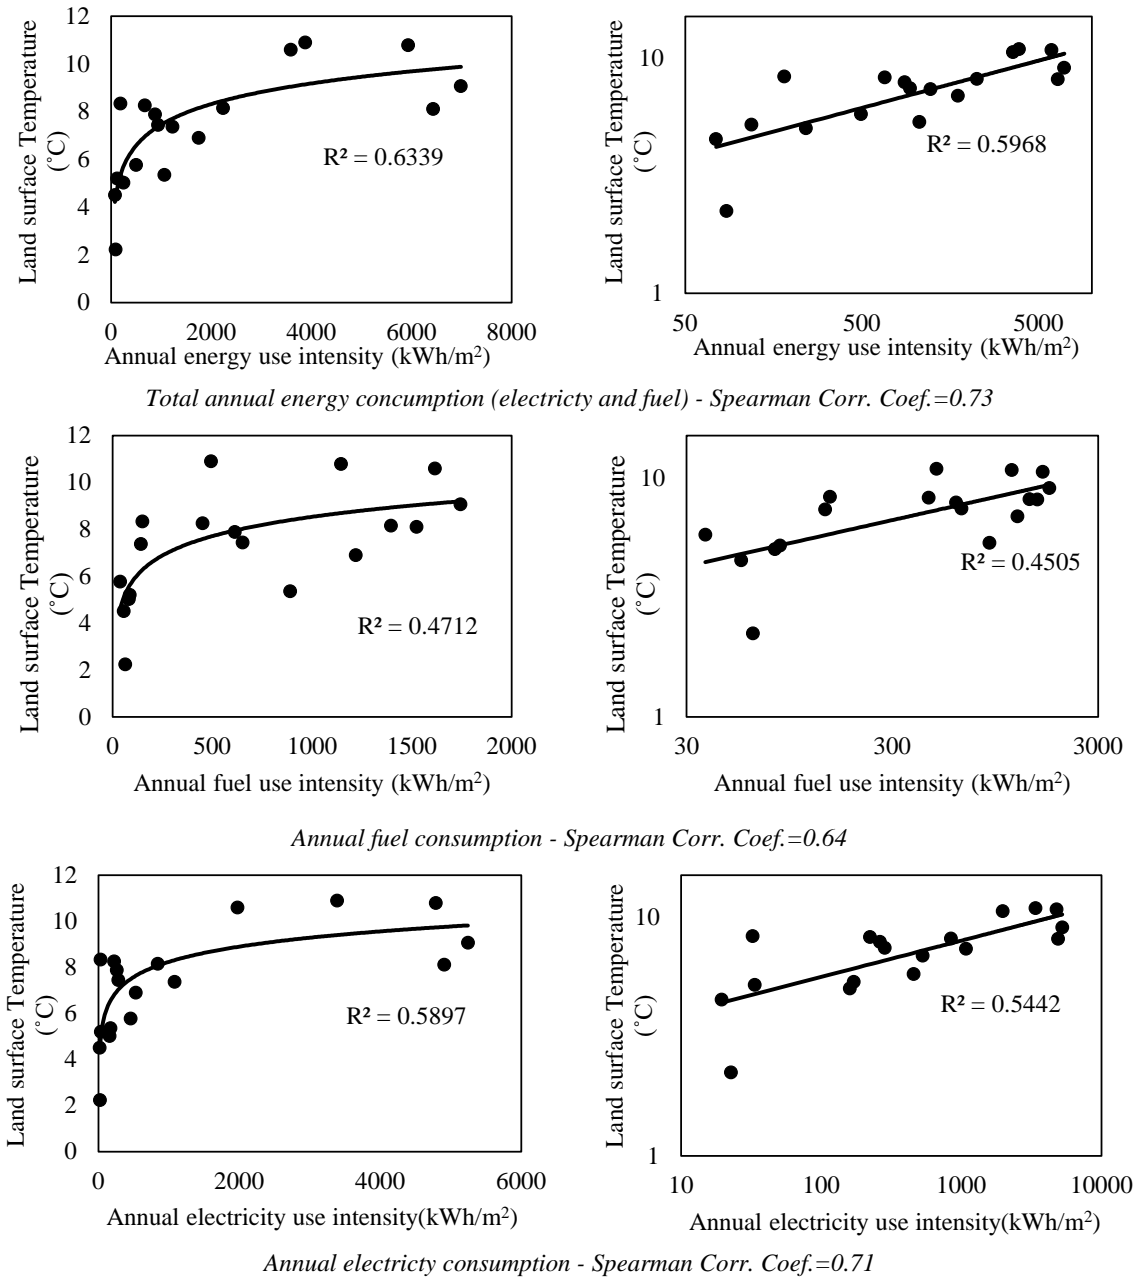 12
10
8
6
4
2
0
Land surface Temperature
(˚C)
R² = 0.6339
0 2000 4000 6000 8000
Annual energy use intensity (kWh/m²)
10
1
Land surface Temperature
(˚C)
R² = 0.5968
50 500 5000
Annual energy use intensity (kWh/m²)
Total annual energy concumption (electricty and fuel) - Spearman Corr. Coef.=0.73
12
10
8
6
4
2
0
Land surface Temperature
(˚C)
R² = 0.4712
0 500 1000 1500 2000
Annual fuel use intensity (kWh/m²)
10
1
Land surface Temperature
(˚C)
R² = 0.4505
30 300 3000
Annual fuel use intensity (kWh/m²)
Annual fuel consumption - Spearman Corr. Coef.=0.64
12
10
8
6
4
2
0
Land surface Temperature
(˚C)
R² = 0.5897
0 2000 4000 6000
Annual electricity use intensity(kWh/m²)
10
1
Land surface Temperature
(˚C)
R² = 0.5442
10 100 1000 10000
Annual electricity use intensity(kWh/m²)
Annual electricty consumption - Spearman Corr. Coef.=0.71